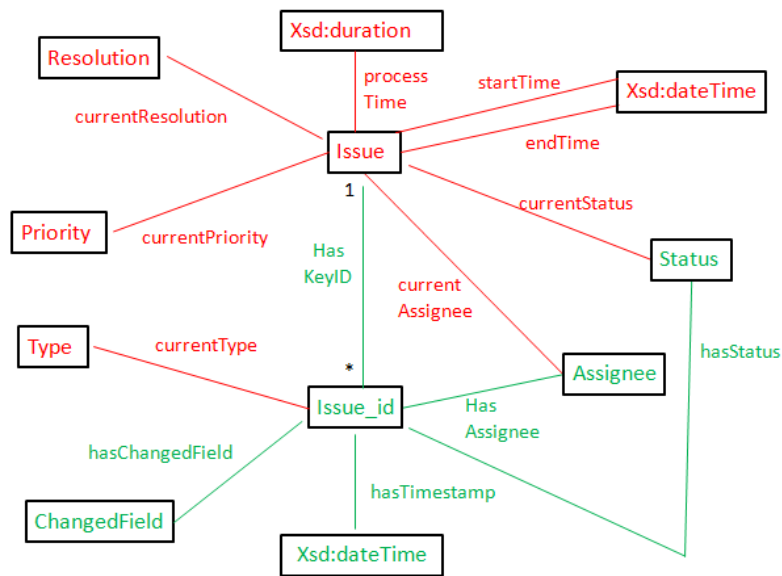 Xsd:duration
Resolution
process
Time
startTime
Xsd:dateTime
currentResolution
endTime
Issue
1
currentStatus
Priority
currentPriority
Has
KeyID
Status
current
Assignee
Type
currentType
hasStatus
*
Assignee
Issue_id
Has
Assignee
hasChangedField
hasTimestamp
ChangedField
Xsd:dateTime